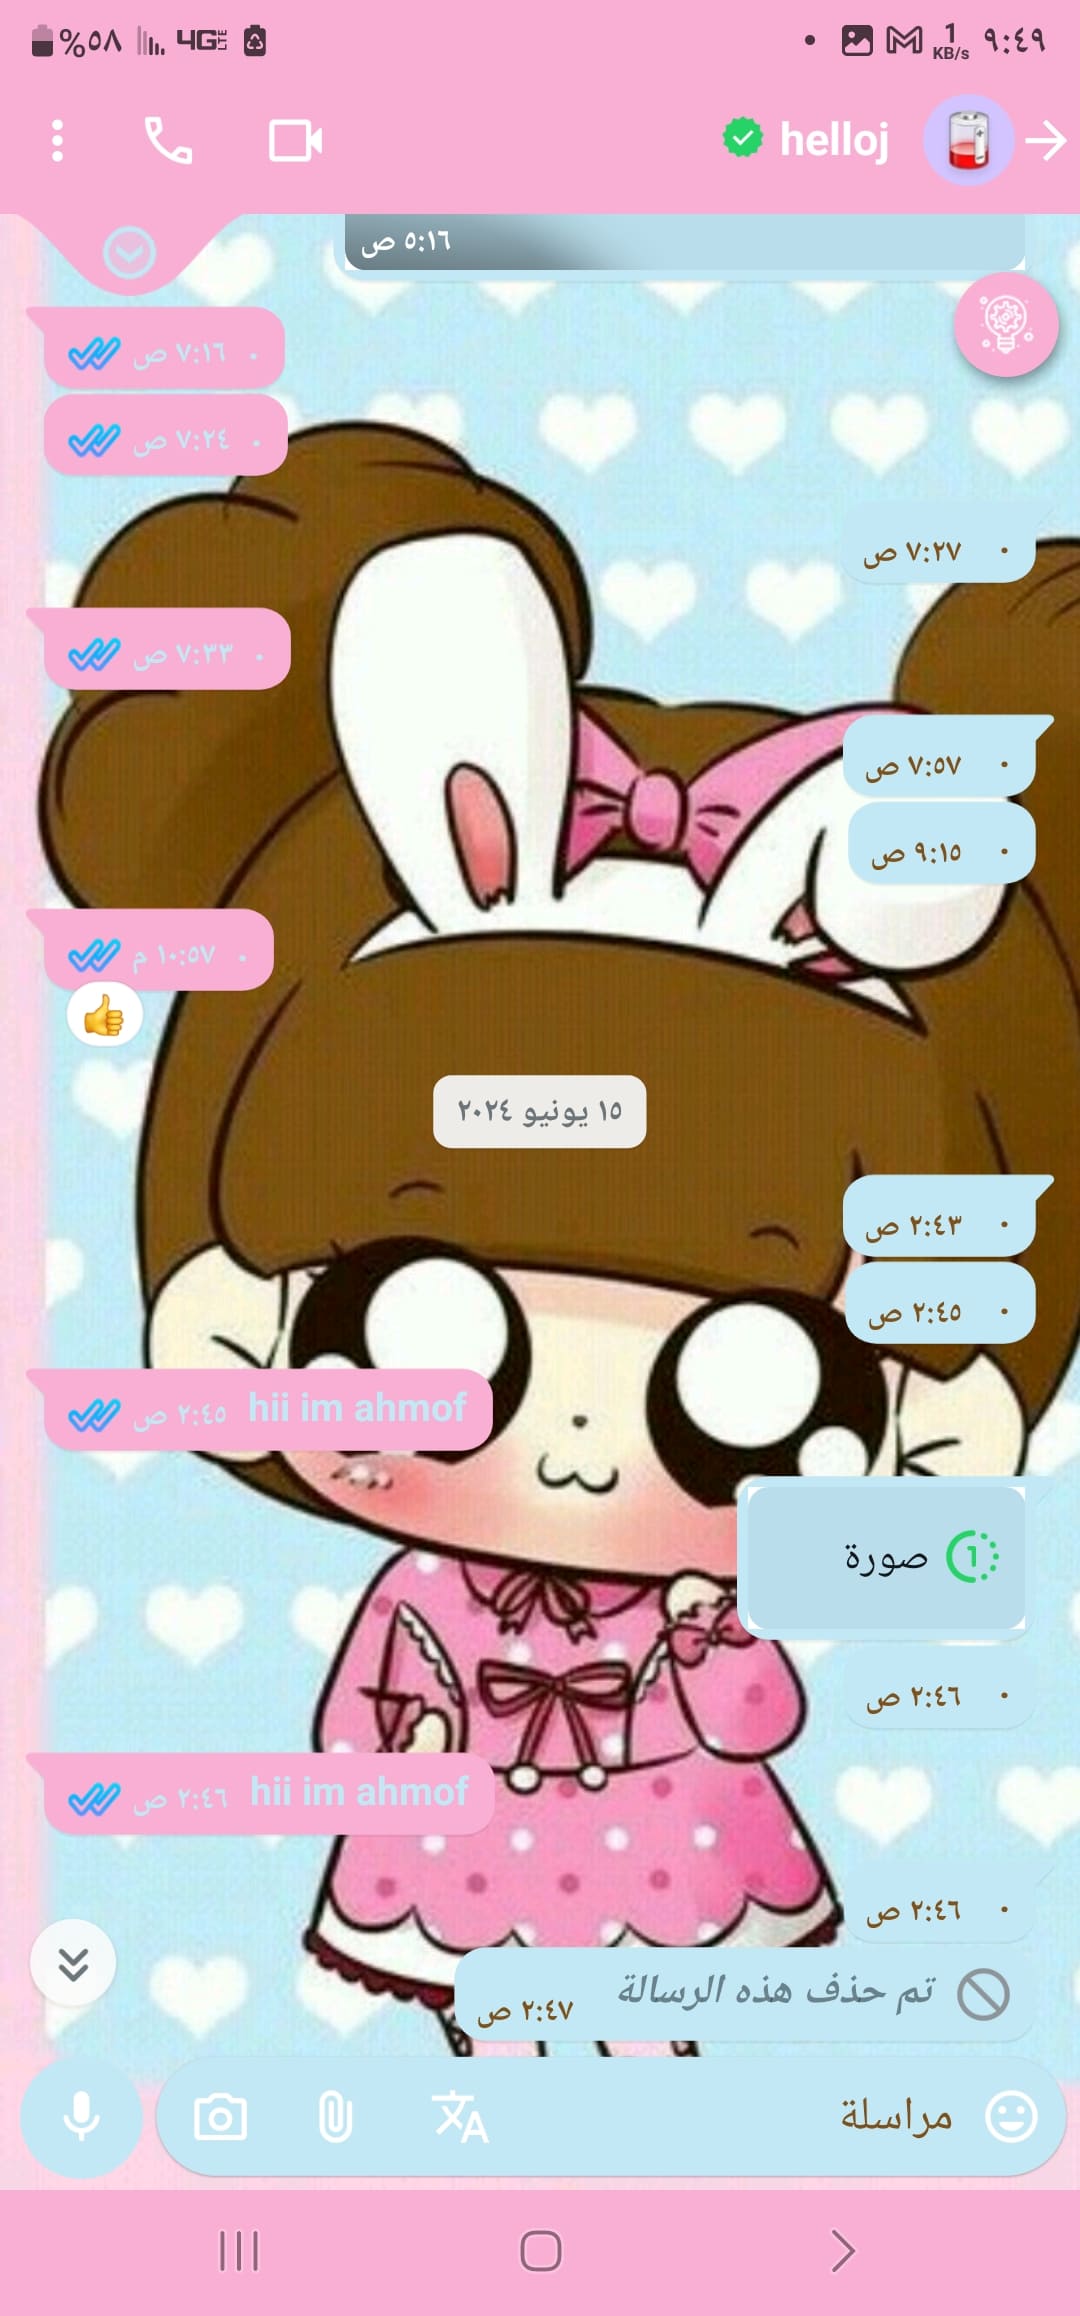 %٥٨ 4G LTE
1 KB/s ٩:٤٩
helloj
٥:١٦ ص
. ٧:١٦ ص
. ٧:٢٤ ص
. ٧:٢٧ ص
. ٧:٣٣ ص
. ٧:٥٧ ص
. ٩:١٥ ص
. ١٠:٥٧ م
١٥ يونيو ٢٠٢٤
. ٢:٤٣ ص
. ٢:٤٥ ص
hii im ahmof ٢:٤٥ ص
1 صورة
. ٢:٤٦ ص
hii im ahmof ٢:٤٦ ص
. ٢:٤٦ ص
تم حذف هذه الرسالة ٢:٤٧ ص
مراسلة